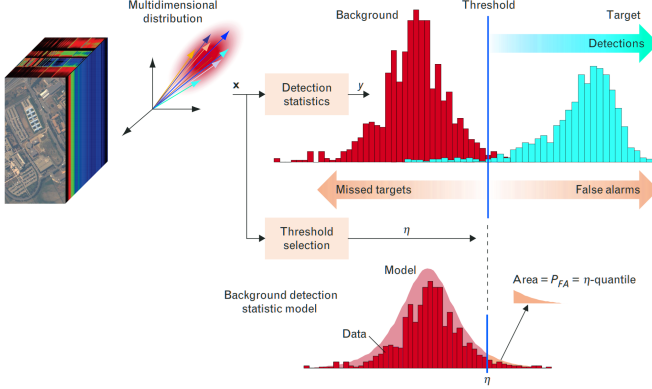 Multidimensional
distribution
Background
Threshold
Target
Detections
x
Detection
statistics
y
Missed targets
False alarms
Threshold
selection
η
Model
Area = P_FA = η-quantile
Background detection
statistic model
Data
η